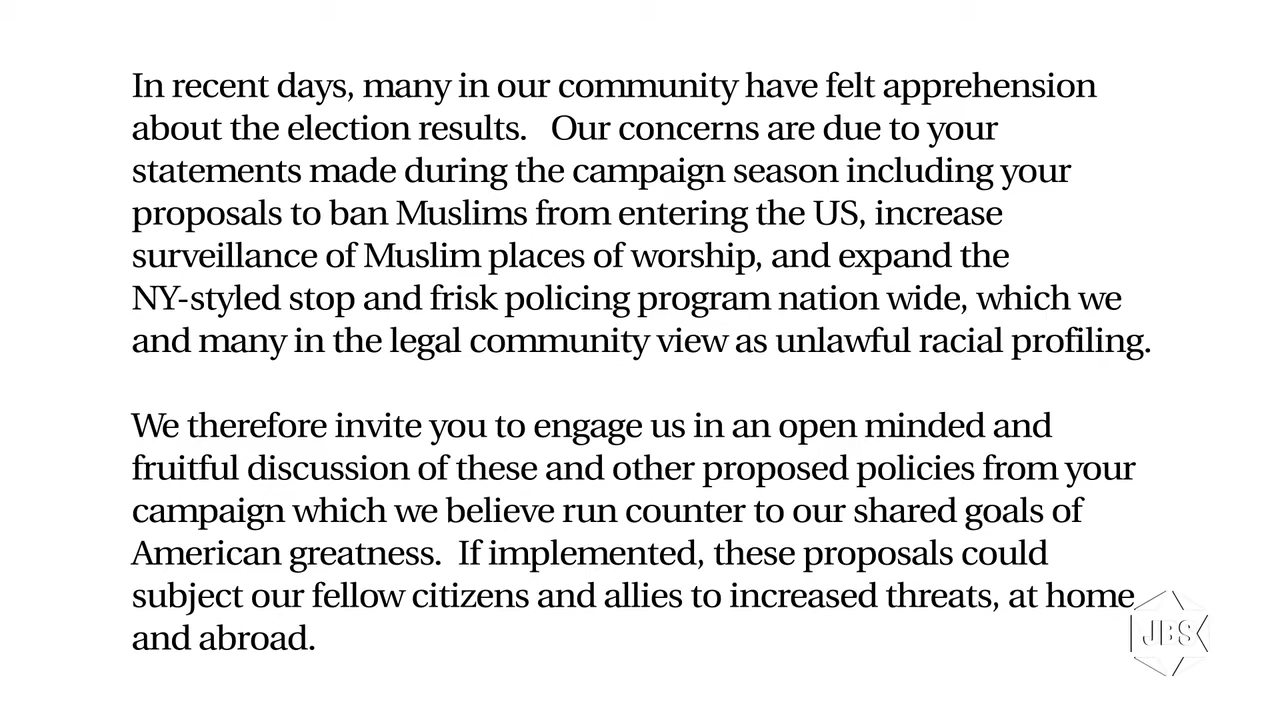 In recent days, many in our community have felt apprehension
about the election results.   Our concerns are due to your
statements made during the campaign season including your
proposals to ban Muslims from entering the US, increase
surveillance of Muslim places of worship, and expand the
NY-styled stop and frisk policing program nation wide, which we
and many in the legal community view as unlawful racial profiling.
We therefore invite you to engage us in an open minded and
fruitful discussion of these and other proposed policies from your
campaign which we believe run counter to our shared goals of
American greatness.  If implemented, these proposals could
subject our fellow citizens and allies to increased threats, at home
and abroad.
JBS